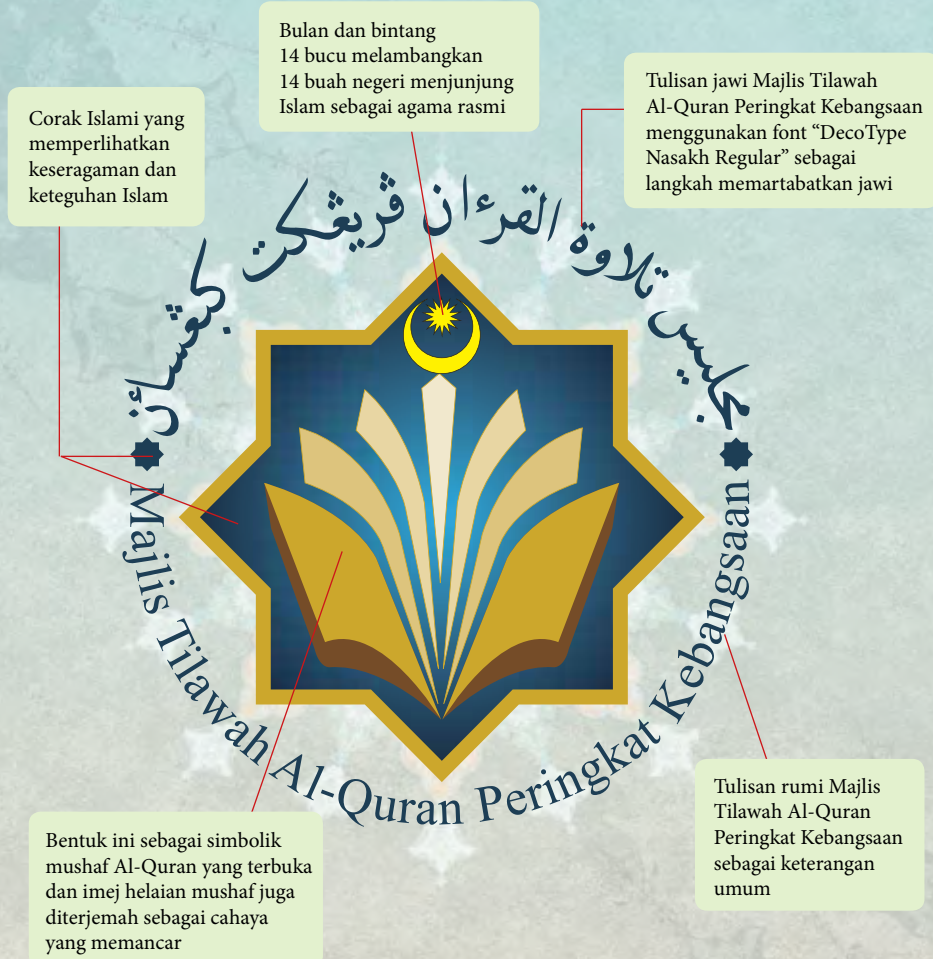 Bulan dan bintang
14 bucu melambangkan
14 buah negeri menjunjung
Islam sebagai agama rasmi
Tulisan jawi Majlis Tilawah
Al-Quran Peringkat Kebangsaan
menggunakan font “DecoType
Nasakh Regular” sebagai
langkah memartabatkan jawi
Corak Islami yang
memperlihatkan
keseragaman dan
keteguhan Islam
مجليس تلاوة القرءان ڤريڠكت كبڠسائن
Majlis Tilawah Al-Quran Peringkat Kebangsaan
Tulisan rumi Majlis
Tilawah Al-Quran
Peringkat Kebangsaan
sebagai keterangan
umum
Bentuk ini sebagai simbolik
mushaf Al-Quran yang terbuka
dan imej helaian mushaf juga
diterjemah sebagai cahaya
yang memancar